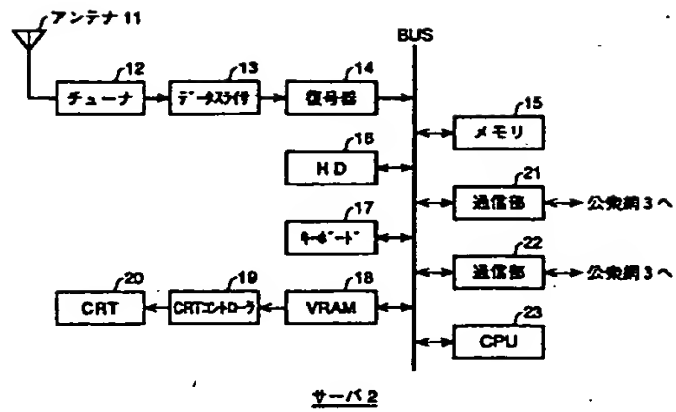 アンテナ11
BUS
12
チューナ
13
データスライサ
14
復号器
15
メモリ
16
HD
21
通信部
公衆網3へ
17
キーボード
22
通信部
公衆網3へ
20
CRT
19
CRTコントローラ
18
VRAM
23
CPU
サーバ2